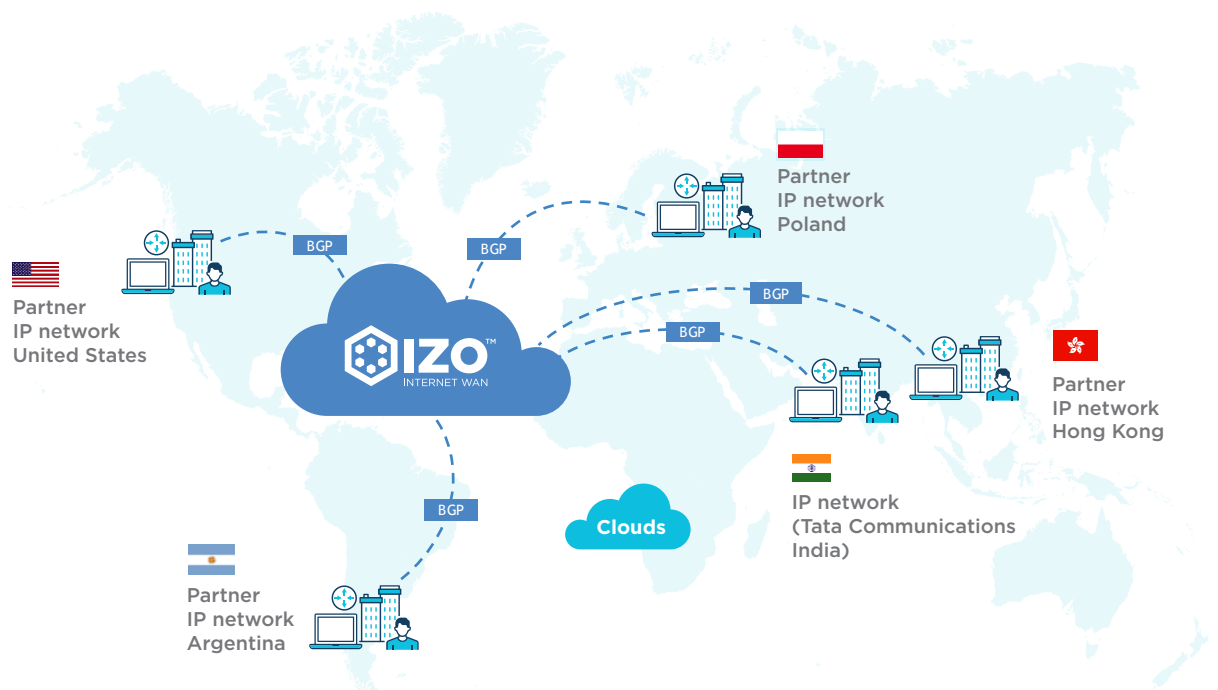 Partner
IP network
Poland
BGP
BGP
Partner
IP network
United States
BGP
BGP
IZO™
INTERNET WAN
Partner
IP network
Hong Kong
IP network
(Tata Communications
India)
BGP
Clouds
Partner
IP network
Argentina